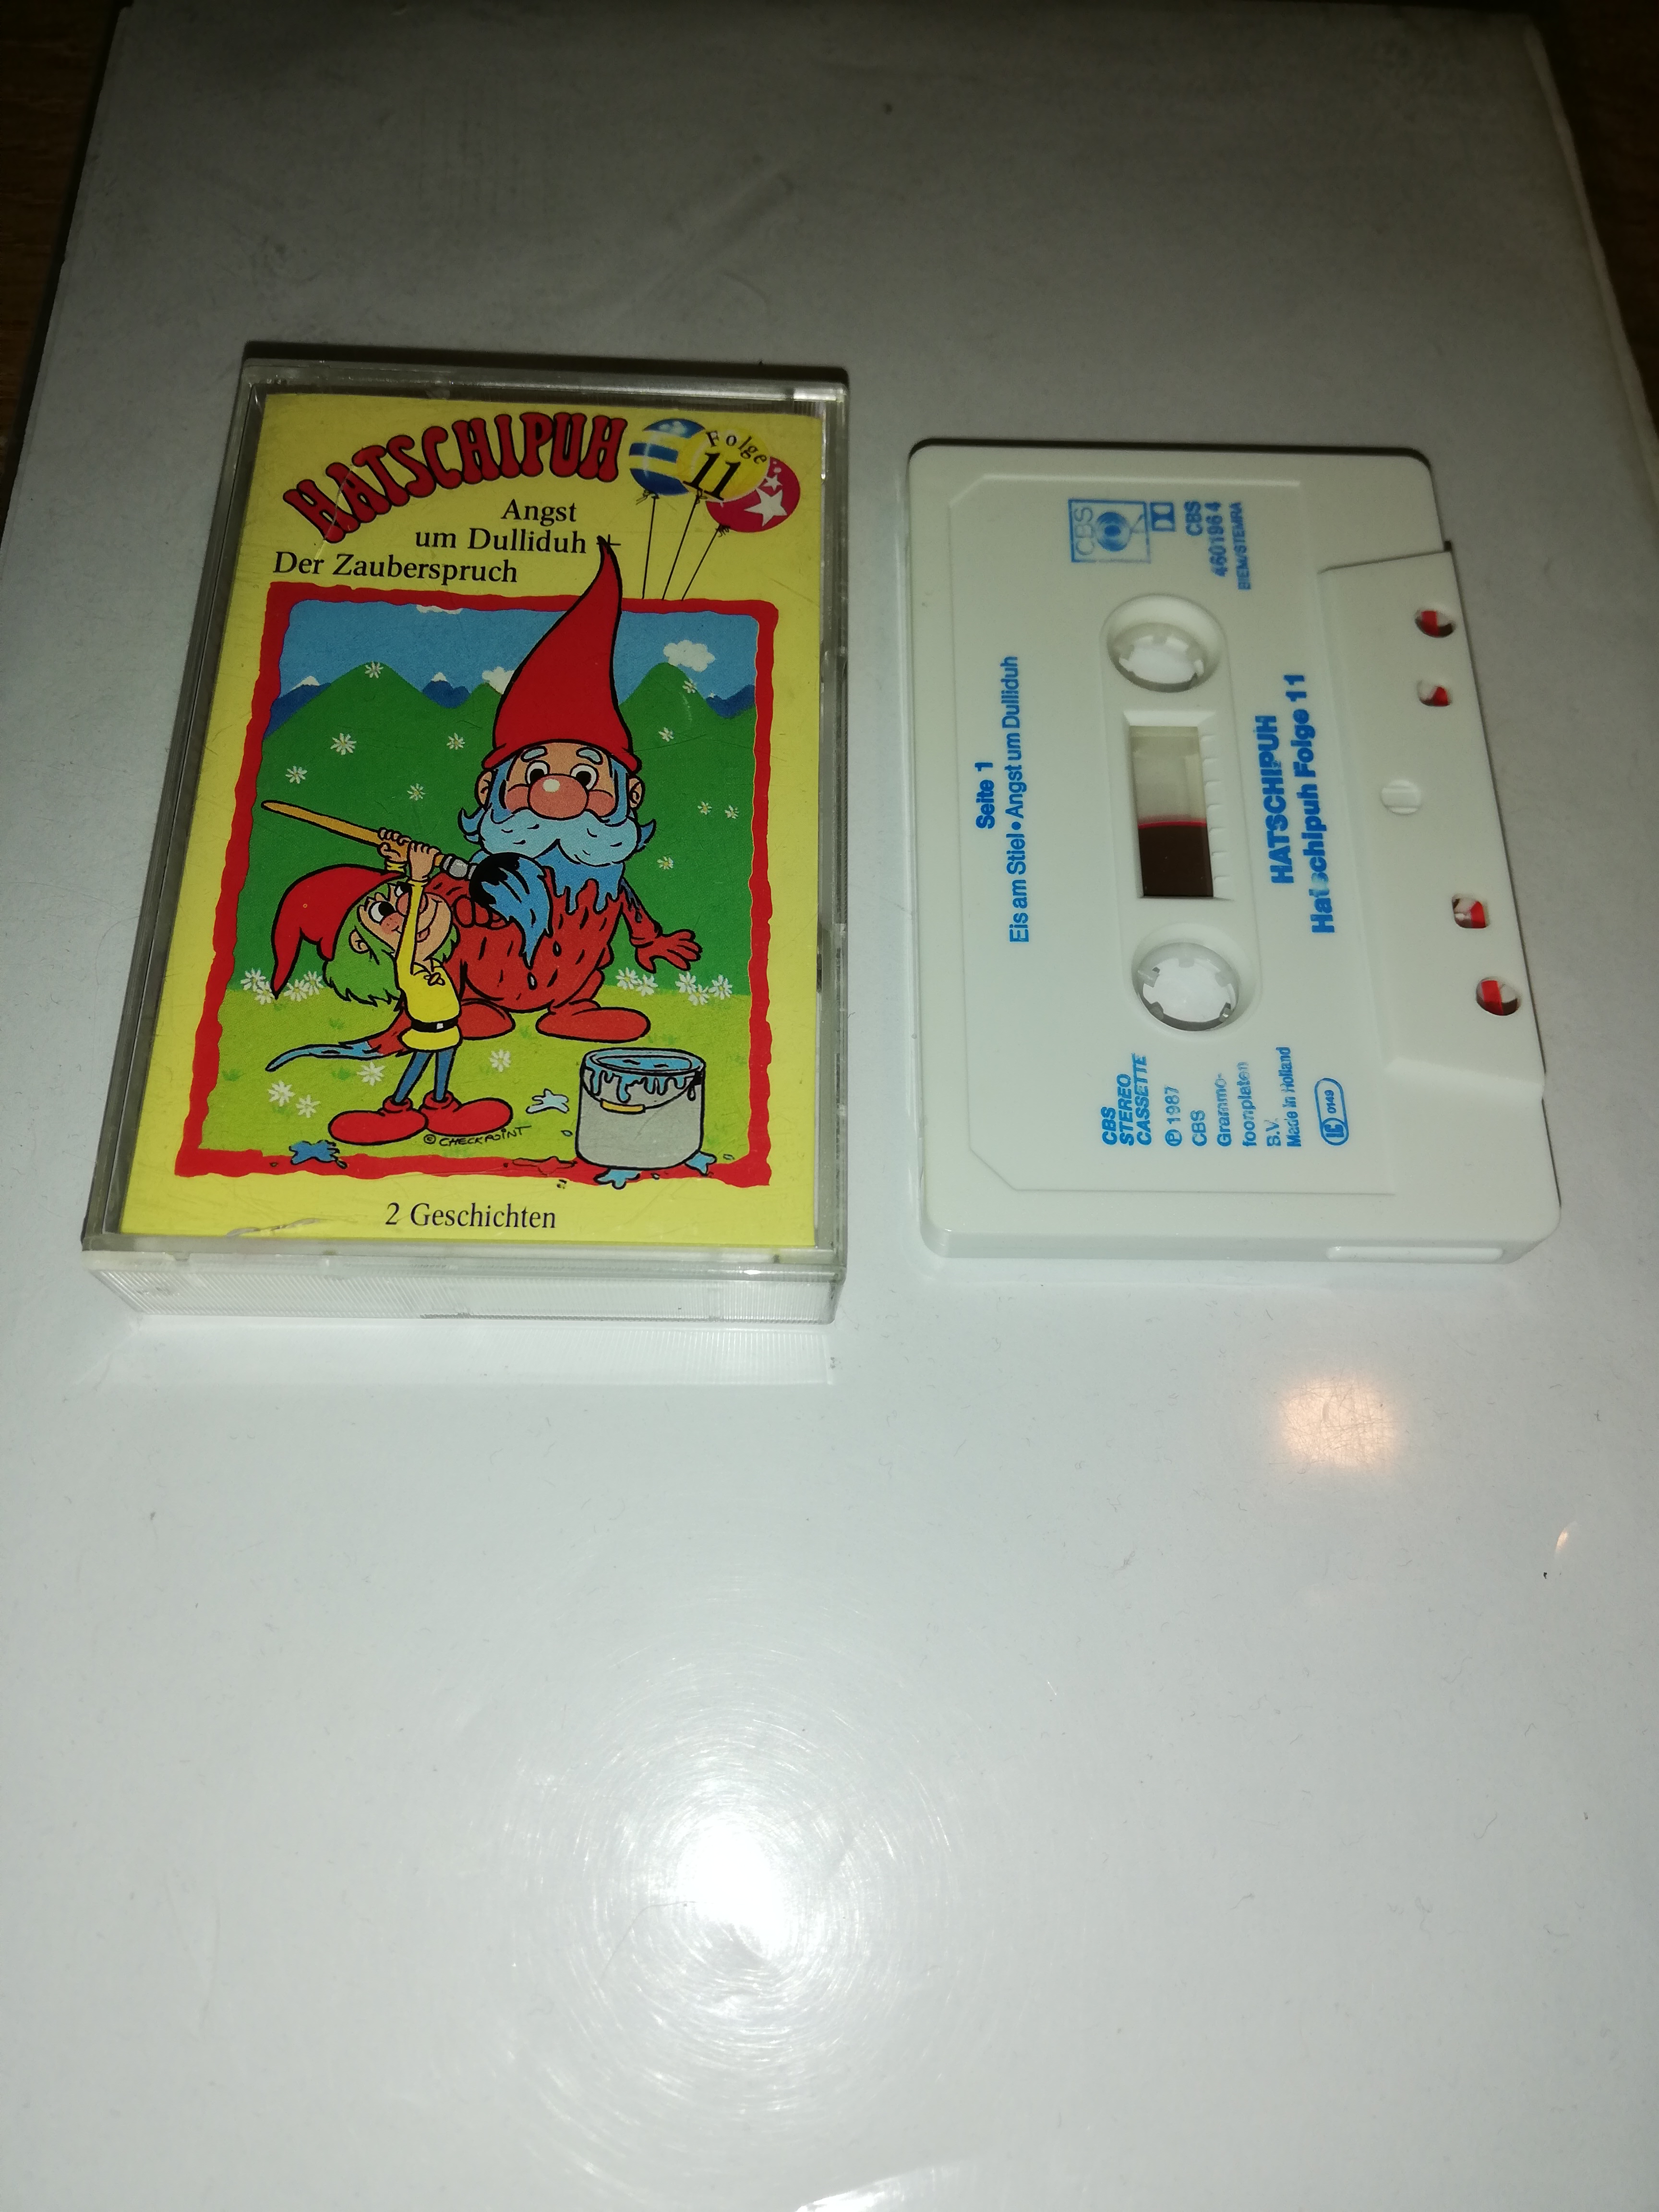 HATSCHIPUH
Folge
11
Angst
um Dulliduh +
Der Zauberspruch
© CHECKPOINT
2 Geschichten
Seite 1
Eis am Stiel • Angst um Dulliduh
CBS
CBS
4601964
BIEM/STEMRA
HATSCHIPUH
Hatschipuh Folge 11
CBS
STEREO
CASSETTE
℗ 1987
CBS
Grammo-
foonplaten
B.V.
Made in Holland
LC 0149